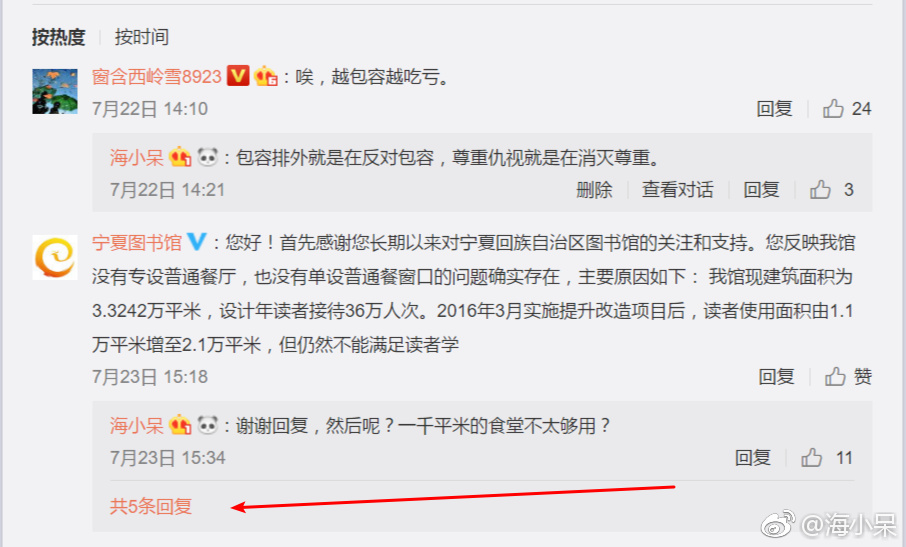 按热度 按时间
窗含西岭雪8923 V：唉，越包容越吃亏。
7月22日 14:10 回复 24
海小呆：包容排外就是在反对包容，尊重仇视就是在消灭尊重。
7月22日 14:21 删除 查看对话 回复 3
宁夏图书馆 V：您好！首先感谢您长期以来对宁夏回族自治区图书馆的关注和支持。您反映我馆
没有专设普通餐厅，也没有单设普通餐窗口的问题确实存在，主要原因如下： 我馆现建筑面积为
3.3242万平米，设计年读者接待36万人次。2016年3月实施提升改造项目后，读者使用面积由1.1
万平米增至2.1万平米，但仍然不能满足读者学
7月23日 15:18 回复 赞
海小呆：谢谢回复，然后呢？一千平米的食堂不太够用？
7月23日 15:34 回复 11
共5条回复
@海小呆